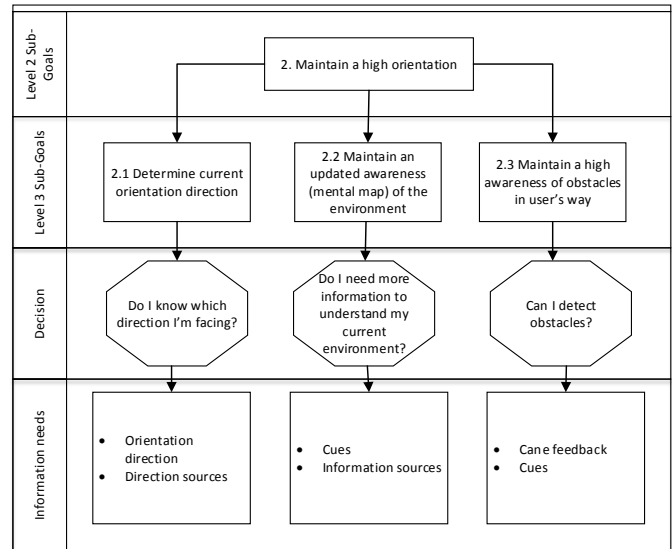 Level 2 Sub-
Goals
2. Maintain a high orientation
Level 3 Sub-Goals
2.1 Determine current
orientation direction
2.2 Maintain an
updated awareness
(mental map) of the
environment
2.3 Maintain a high
awareness of obstacles
in user's way
Decision
Do I know which
direction I'm facing?
Do I need more
information to
understand my
current
environment?
Can I detect
obstacles?
Information needs
• Orientation
direction
• Direction sources
• Cues
• Information sources
• Cane feedback
• Cues